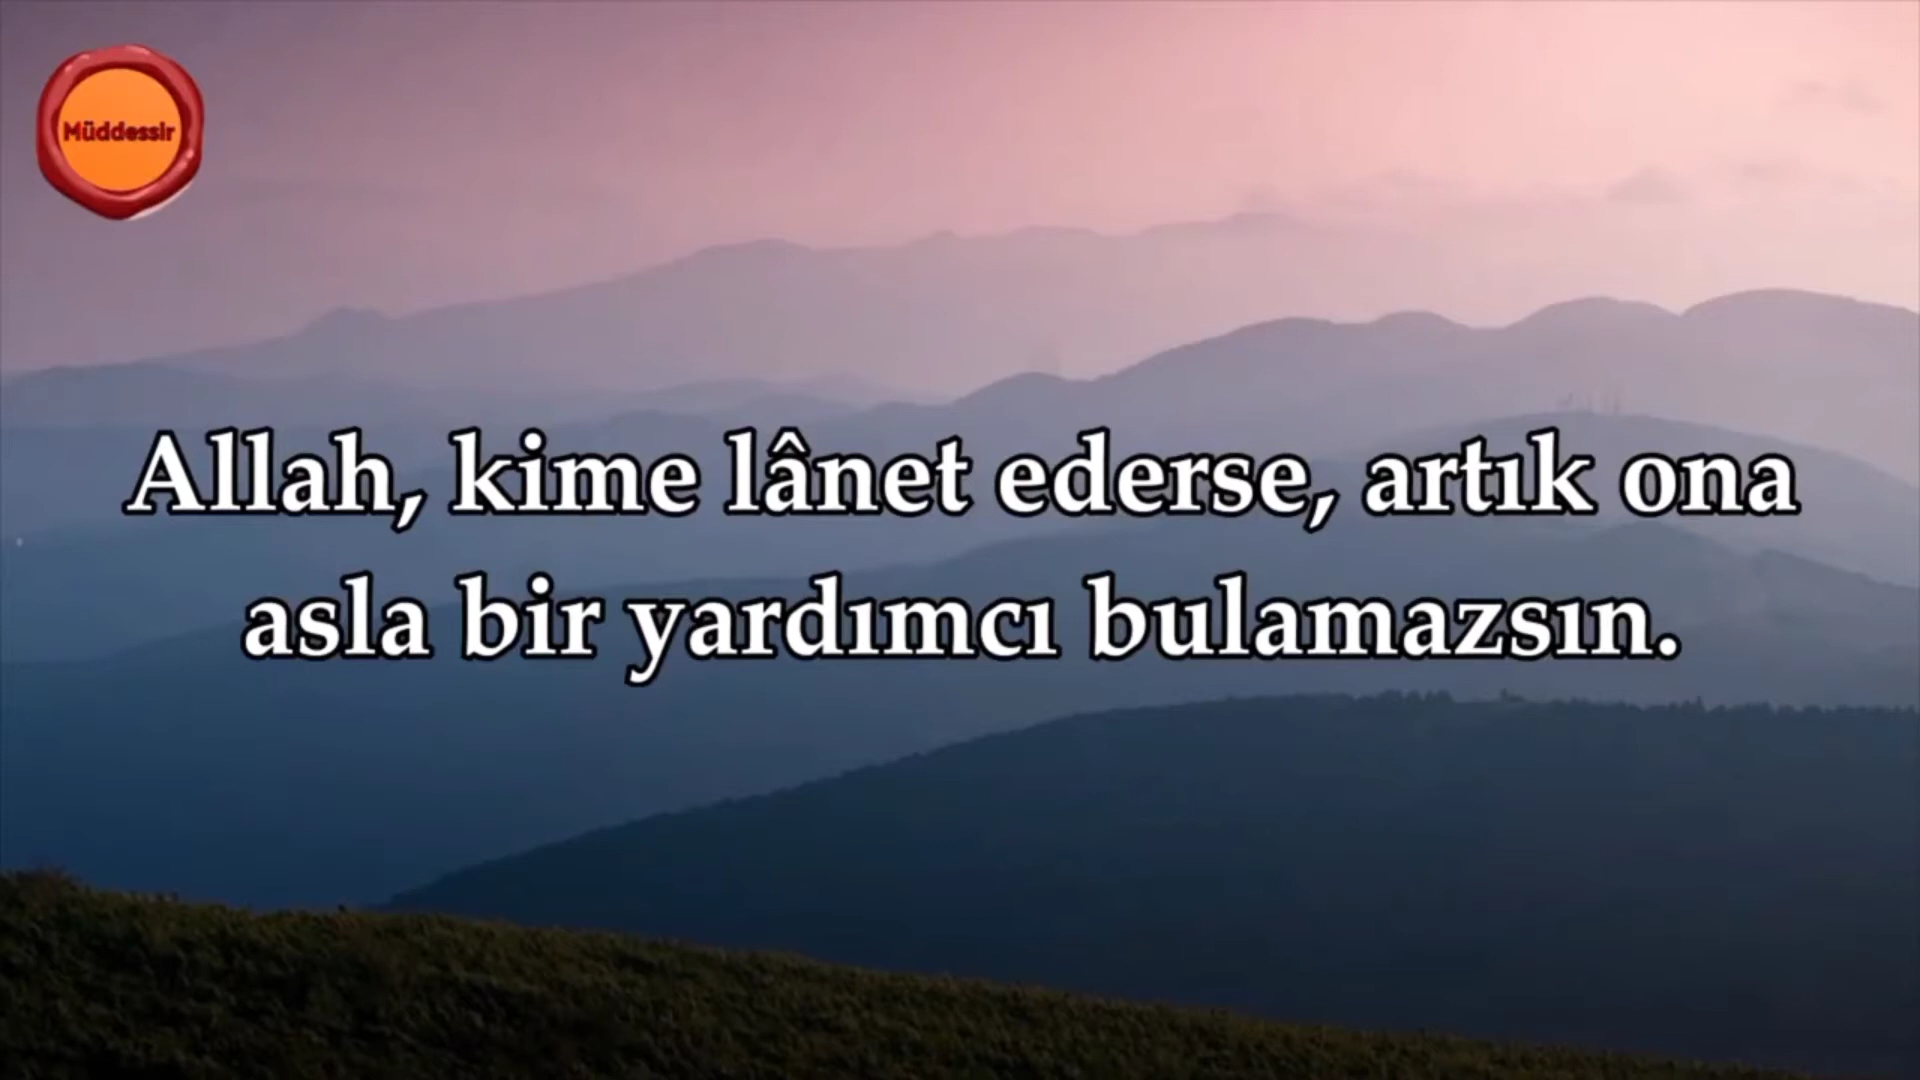 Müddessir
Allah, kime lânet ederse, artık ona
asla bir yardımcı bulamazsın.